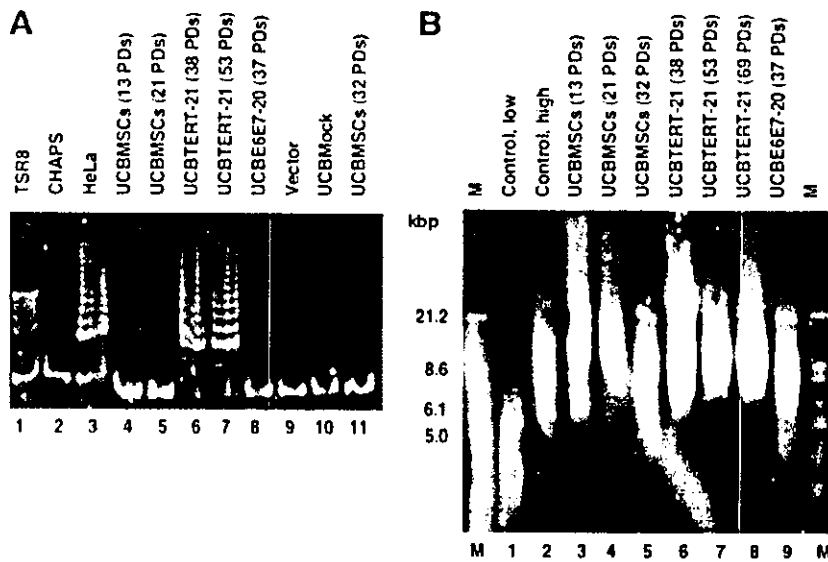 A
TSR8
CHAPS
HeLa
UCBMSCs (13 PDs)
UCBMSCs (21 PDs)
UCBTERT-21 (38 PDs)
UCBTERT-21 (53 PDs)
UCBE6E7-20 (37 PDs)
Vector
UCBMock
UCBMSCs (32 PDs)
1 2 3 4 5 6 7 8 9 10 11
B
M
Control, low
Control, high
UCBMSCs (13 PDs)
UCBMSCs (21 PDs)
UCBMSCs (32 PDs)
UCBTERT-21 (38 PDs)
UCBTERT-21 (53 PDs)
UCBTERT-21 (69 PDs)
UCBE6E7-20 (37 PDs)
M
kbp
21.2
8.6
6.1
5.0
M 1 2 3 4 5 6 7 8 9 M